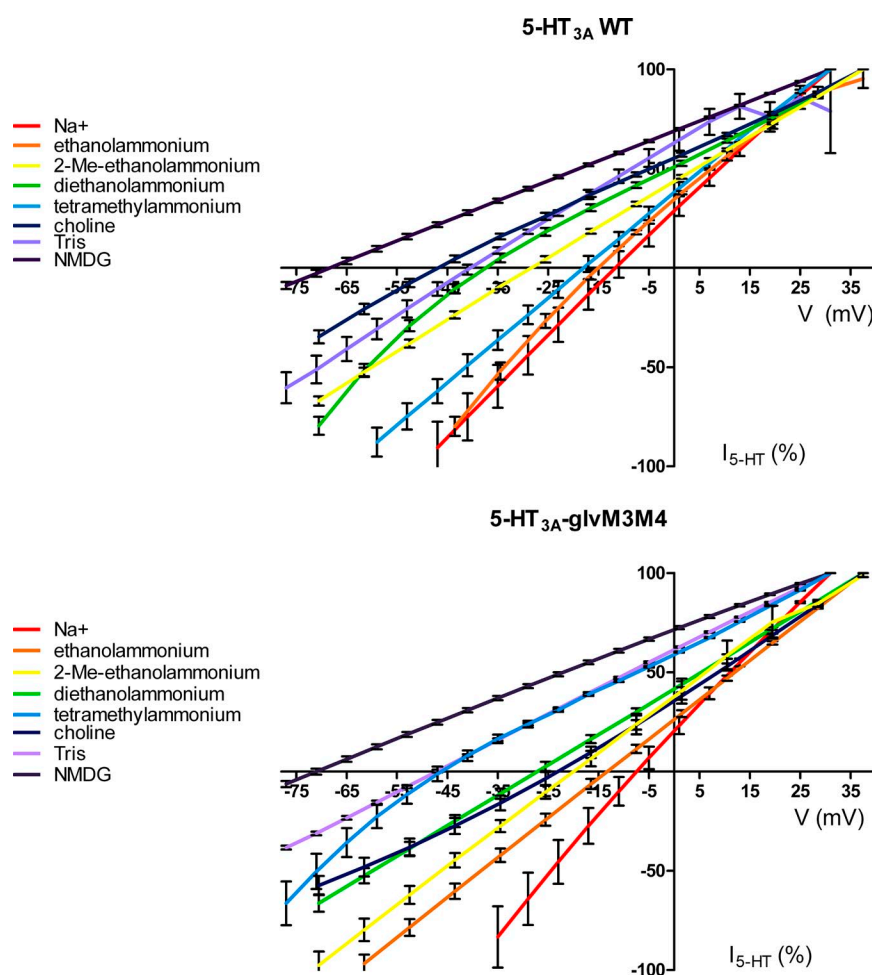 5-HT3A WT
100
Na+
ethanolammonium
2-Me-ethanolammonium
diethanolammonium
tetramethylammonium
choline
Tris
NMDG
50
-75 -65 -55 -45 -35 -25 -15 -5 5 15 25 35
V (mV)
-50
-100
I5-HT (%)
5-HT3A-glvM3M4
100
Na+
ethanolammonium
2-Me-ethanolammonium
diethanolammonium
tetramethylammonium
choline
Tris
NMDG
50
-75 -65 -55 -45 -35 -25 -15 -5 5 15 25 35
V (mV)
-50
-100
I5-HT (%)